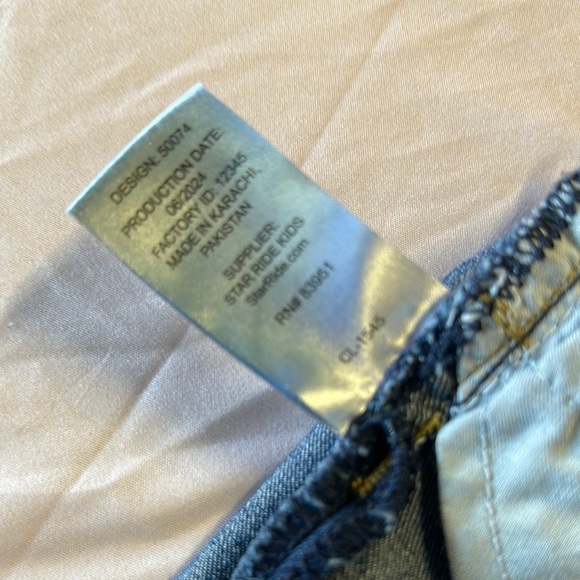 DESIGN: 50074
PRODUCTION DATE:
06/2024
FACTORY ID: 12345
MADE IN KARACHI,
PAKISTAN
SUPPLIER:
STAR RIDE KIDS
StarRide.com
RN# 83951
CL-1545